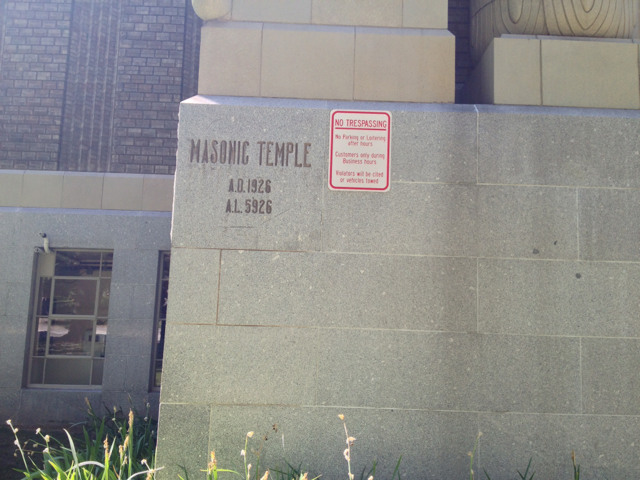 MASONIC TEMPLE
A.D. 1926
A.L. 5926
NO TRESPASSING
No Parking or Loitering
after hours
Customers only during
Business hours
Violators will be cited
or vehicles towed